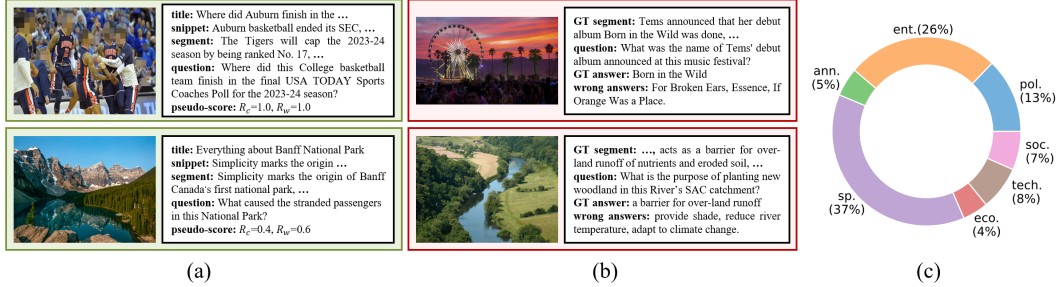 title: Where did Auburn finish in the ...
snippet: Auburn basketball ended its SEC, ...
segment: The Tigers will cap the 2023-24
season by being ranked No. 17, ...
question: Where did this College basketball
team finish in the final USA TODAY Sports
Coaches Poll for the 2023-24 season?
pseudo-score: Rc=1.0, Rw=1.0
title: Everything about Banff National Park
snippet: Simplicity marks the origin ...
segment: Simplicity marks the origin of Banff
Canada's first national park, ...
question: What caused the stranded passengers
in this National Park?
pseudo-score: Rc=0.4, Rw=0.6
(a)
GT segment: Tems announced that her debut
album Born in the Wild was done, ...
question: What was the name of Tems' debut
album announced at this music festival?
GT answer: Born in the Wild
wrong answers: For Broken Ears, Essence, If
Orange Was a Place.
GT segment: ..., acts as a barrier for over-
land runoff of nutrients and eroded soil, ...
question: What is the purpose of planting new
woodland in this River's SAC catchment?
GT answer: a barrier for over-land runoff
wrong answers: provide shade, reduce river
temperature, adapt to climate change.
(b)
ent.(26%)
pol.
(13%)
soc.
(7%)
tech.
(8%)
eco.
(4%)
sp.
(37%)
ann.
(5%)
(c)